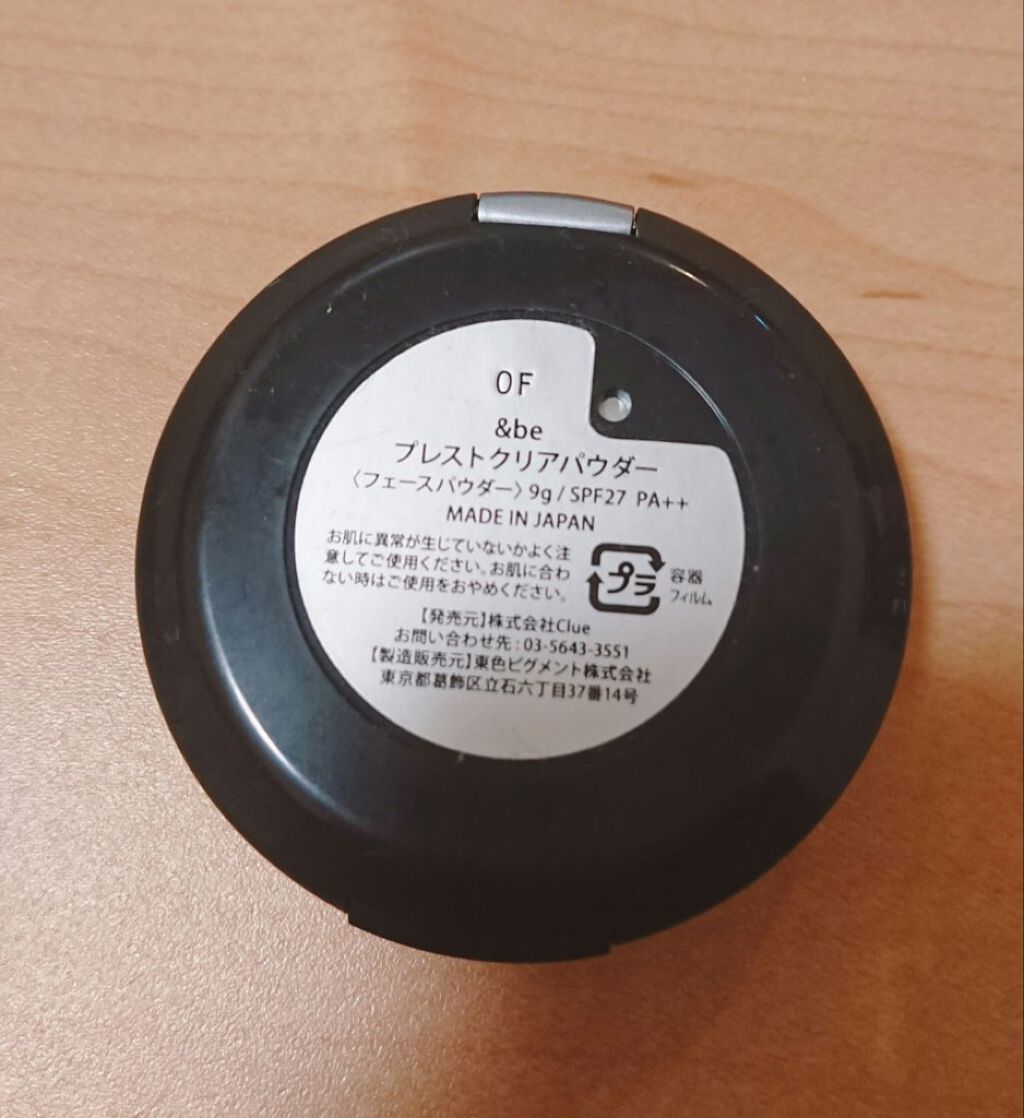 0F
&be
プレストクリアパウダー
〈フェースパウダー〉9g / SPF27 PA++
MADE IN JAPAN
お肌に異常が生じていないかよく注
意してご使用ください。お肌に合わ
ない時はご使用をおやめください。
プラ
容器
フィルム
【発売元】株式会社Clue
お問い合わせ先 : 03-5643-3551
【製造販売元】東色ピグメント株式会社
東京都葛飾区立石六丁目37番14号